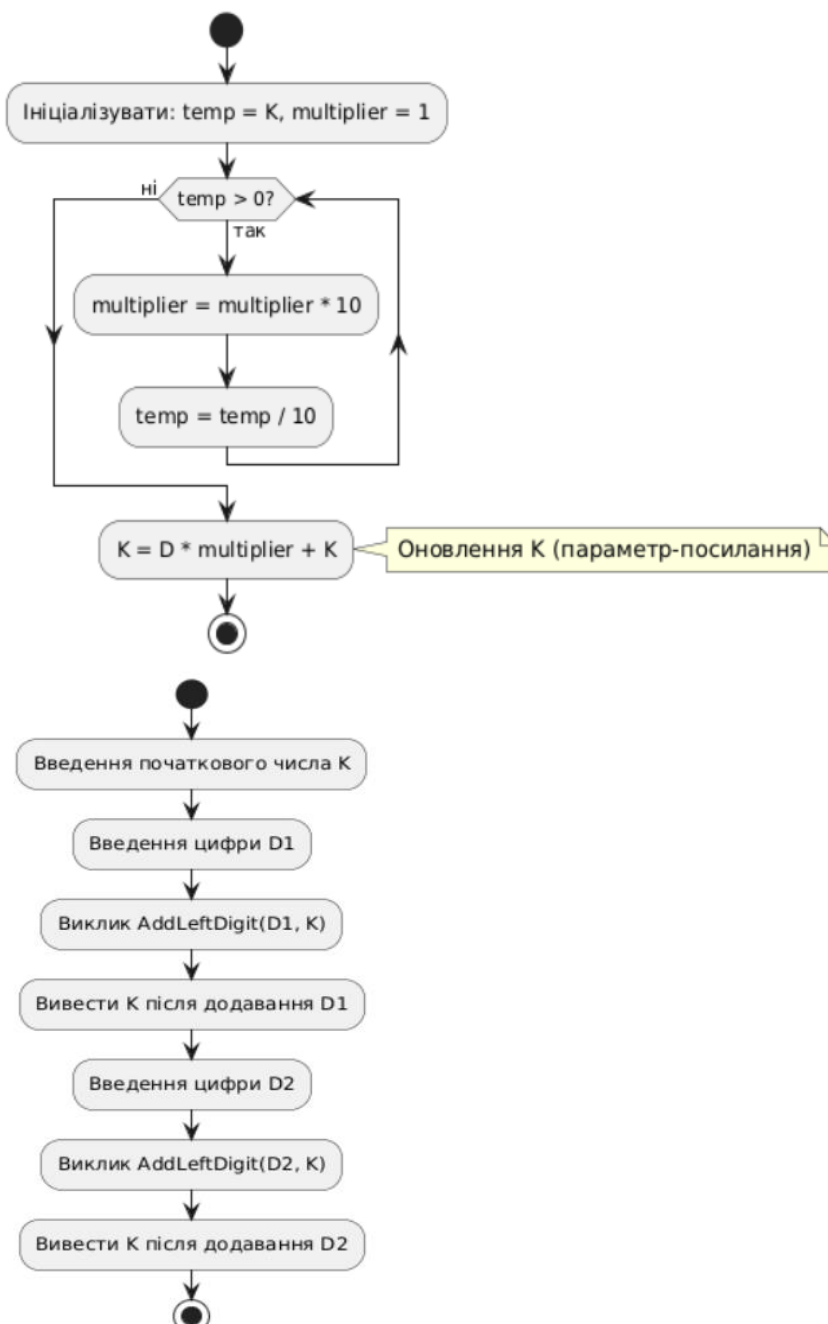 Ініціалізувати: temp = K, multiplier = 1
ні
temp > 0?
так
multiplier = multiplier * 10
temp = temp / 10
K = D * multiplier + K
Оновлення K (параметр-посилання)
Введення початкового числа K
Введення цифри D1
Виклик AddLeftDigit(D1, K)
Вивести K після додавання D1
Введення цифри D2
Виклик AddLeftDigit(D2, K)
Вивести K після додавання D2